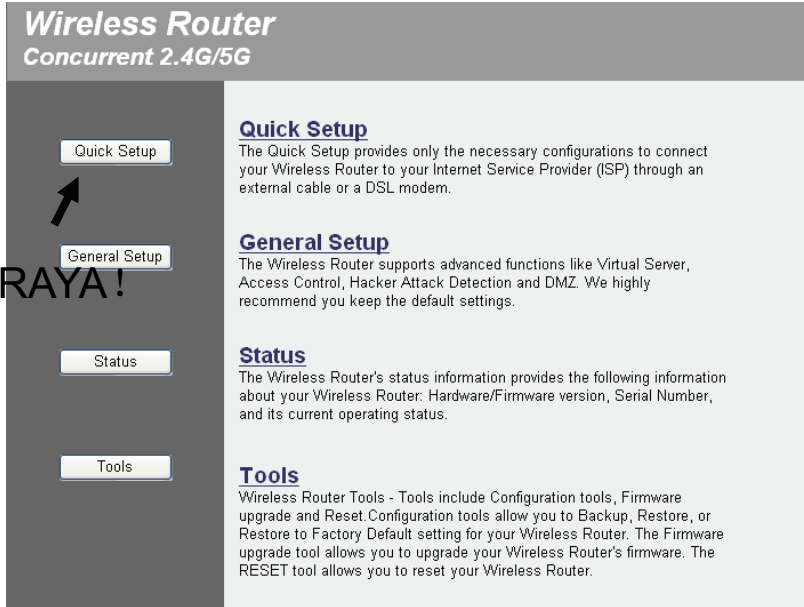 Wireless Router
Concurrent 2.4G/5G
Quick Setup
Quick Setup
The Quick Setup provides only the necessary configurations to connect
your Wireless Router to your Internet Service Provider (ISP) through an
external cable or a DSL modem.
General Setup
RAYA!
General Setup
The Wireless Router supports advanced functions like Virtual Server,
Access Control, Hacker Attack Detection and DMZ. We highly
recommend you keep the default settings.
Status
Status
The Wireless Router's status information provides the following information
about your Wireless Router: Hardware/Firmware version, Serial Number,
and its current operating status.
Tools
Tools
Wireless Router Tools - Tools include Configuration tools, Firmware
upgrade and Reset.Configuration tools allow you to Backup, Restore, or
Restore to Factory Default setting for your Wireless Router. The Firmware
upgrade tool allows you to upgrade your Wireless Router's firmware. The
RESET tool allows you to reset your Wireless Router.